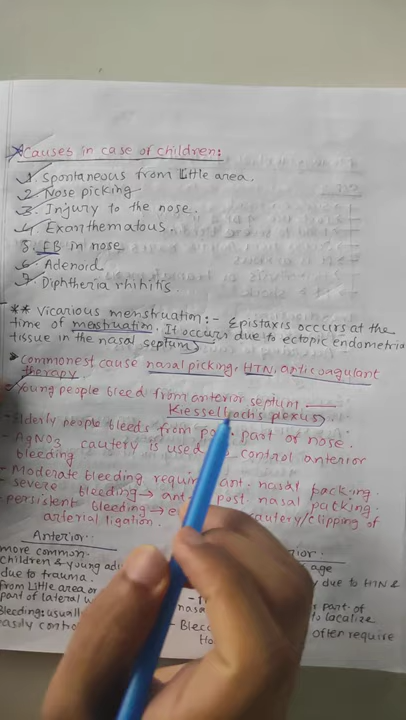 Causes in case of children:
1. Spontaneous from Little area.
2. Nose picking
3. Injury to the nose.
4. Exanthematous.
5. FB in nose
6. Adenoid
7. Diphtheria rhihitis.
** Vicarious menstruation:- Epistaxis occurs at the
time of menstruation. It occurs due to ectopic endometria
tissue in the nasal septum
commonest cause nasal picking, HTN, anticoagulant
therapy.
Young people bleed from anterior septum
Kiesselbach's plexus
- Elderly people bleeds from post. part of nose.
- AgNO3 cautery is used to control anterior
bleeding
- Moderate bleeding require ant. nasal packing.
- severe bleeding → ant post. nasal packing.
- persistent bleeding → cautery/clipping of
arterial ligation.
Anterior:
more common.
children & young
due to trauma.
from Little area or
part of lateral
Bleeding: usually
easily
age
due to HTN &
part of
to localize
often require